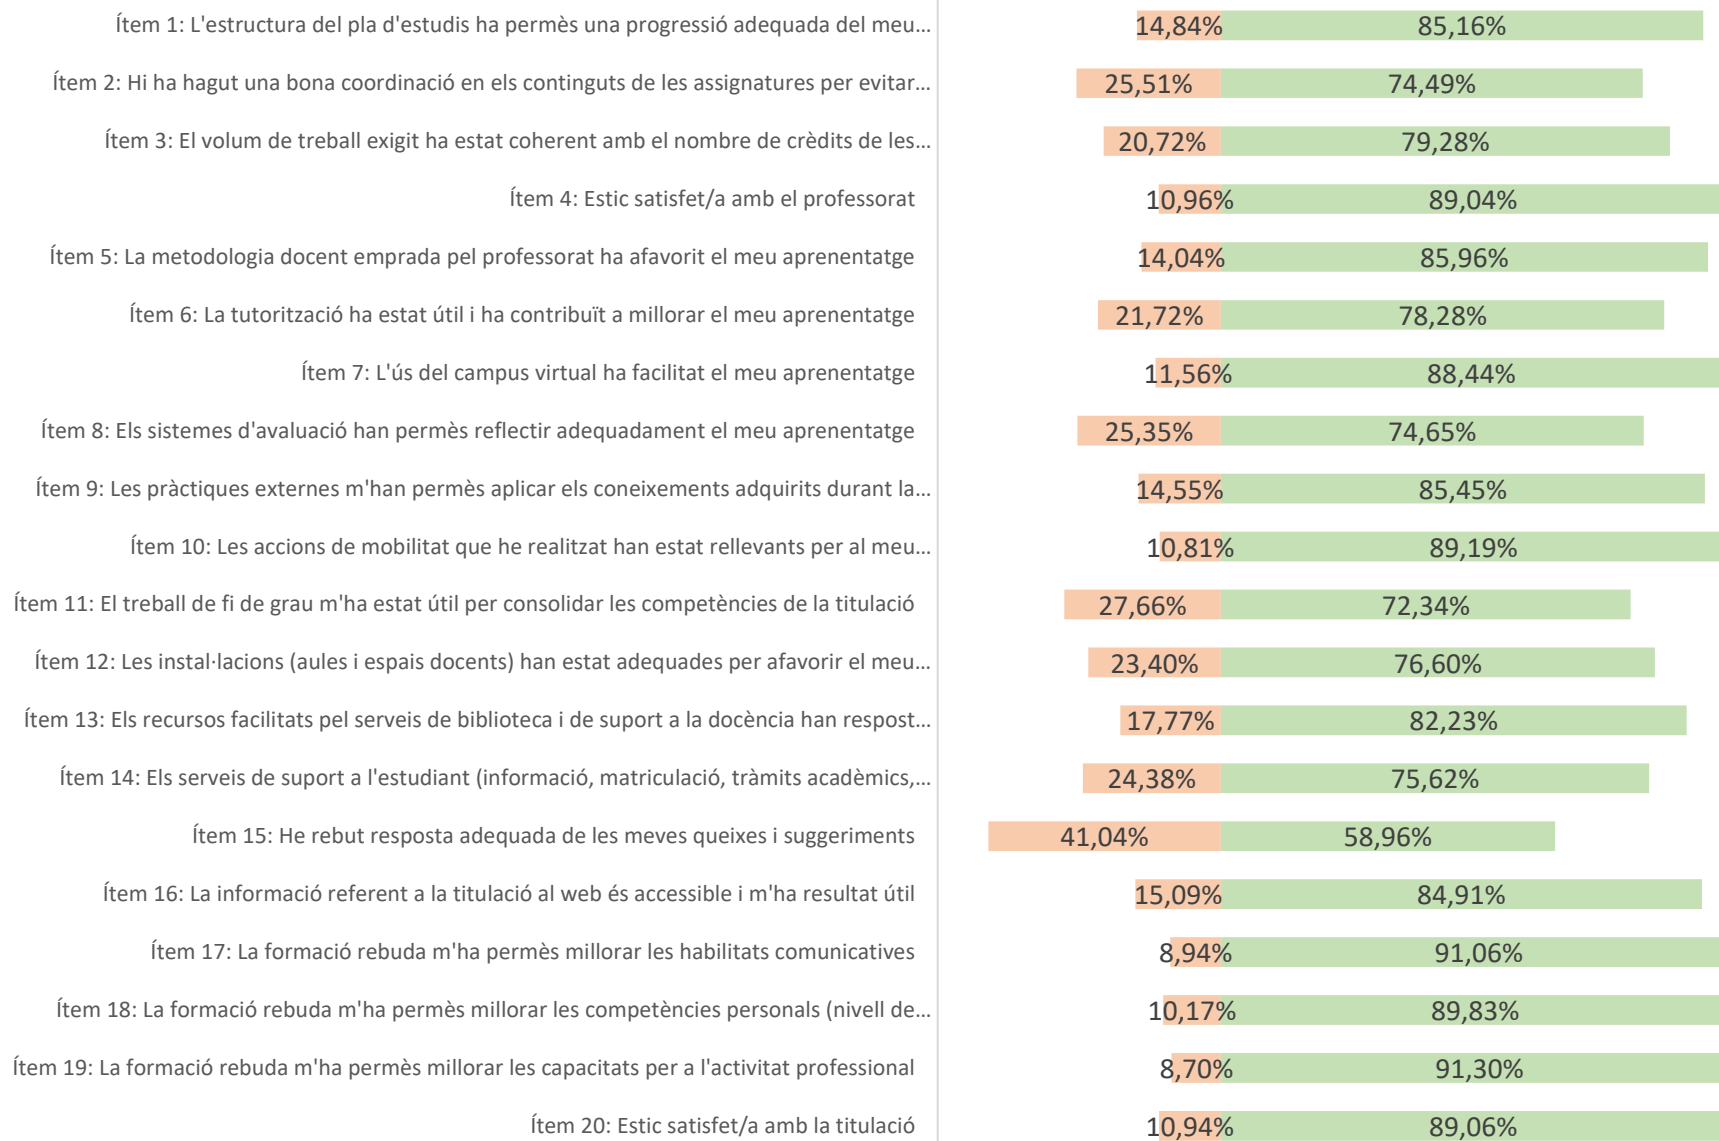 Ítem 1: L'estructura del pla d'estudis ha permès una progressió adequada del meu... 14,84% 85,16%
Ítem 2: Hi ha hagut una bona coordinació en els continguts de les assignatures per evitar... 25,51% 74,49%
Ítem 3: El volum de treball exigit ha estat coherent amb el nombre de crèdits de les... 20,72% 79,28%
Ítem 4: Estic satisfet/a amb el professorat 10,96% 89,04%
Ítem 5: La metodologia docent emprada pel professorat ha afavorit el meu aprenentatge 14,04% 85,96%
Ítem 6: La tutorització ha estat útil i ha contribuït a millorar el meu aprenentatge 21,72% 78,28%
Ítem 7: L'ús del campus virtual ha facilitat el meu aprenentatge 11,56% 88,44%
Ítem 8: Els sistemes d'avaluació han permès reflectir adequadament el meu aprenentatge 25,35% 74,65%
Ítem 9: Les pràctiques externes m'han permès aplicar els coneixements adquirits durant la... 14,55% 85,45%
Ítem 10: Les accions de mobilitat que he realitzat han estat rellevants per al meu... 10,81% 89,19%
Ítem 11: El treball de fi de grau m'ha estat útil per consolidar les competències de la titulació 27,66% 72,34%
Ítem 12: Les instal·lacions (aules i espais docents) han estat adequades per afavorir el meu... 23,40% 76,60%
Ítem 13: Els recursos facilitats pel serveis de biblioteca i de suport a la docència han respost... 17,77% 82,23%
Ítem 14: Els serveis de suport a l'estudiant (informació, matriculació, tràmits acadèmics,... 24,38% 75,62%
Ítem 15: He rebut resposta adequada de les meves queixes i suggeriments 41,04% 58,96%
Ítem 16: La informació referent a la titulació al web és accessible i m'ha resultat útil 15,09% 84,91%
Ítem 17: La formació rebuda m'ha permès millorar les habilitats comunicatives 8,94% 91,06%
Ítem 18: La formació rebuda m'ha permès millorar les competències personals (nivell de... 10,17% 89,83%
Ítem 19: La formació rebuda m'ha permès millorar les capacitats per a l'activitat professional 8,70% 91,30%
Ítem 20: Estic satisfet/a amb la titulació 10,94% 89,06%